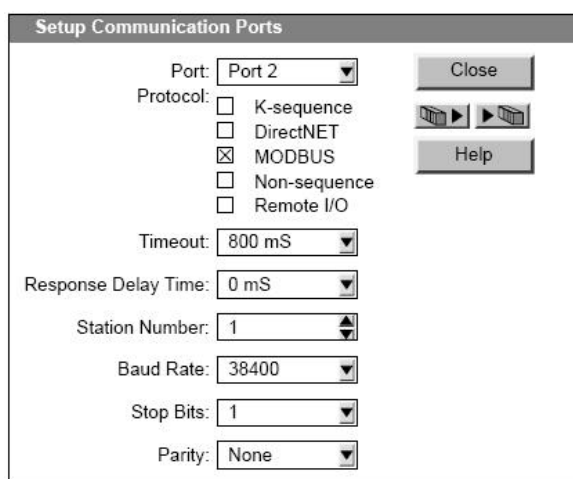 Setup Communication Ports
Port: Port 2
Close
Protocol:
K-sequence
DirectNET
MODBUS
Help
Non-sequence
Remote I/O
Timeout: 800 mS
Response Delay Time: 0 mS
Station Number: 1
Baud Rate: 38400
Stop Bits: 1
Parity: None